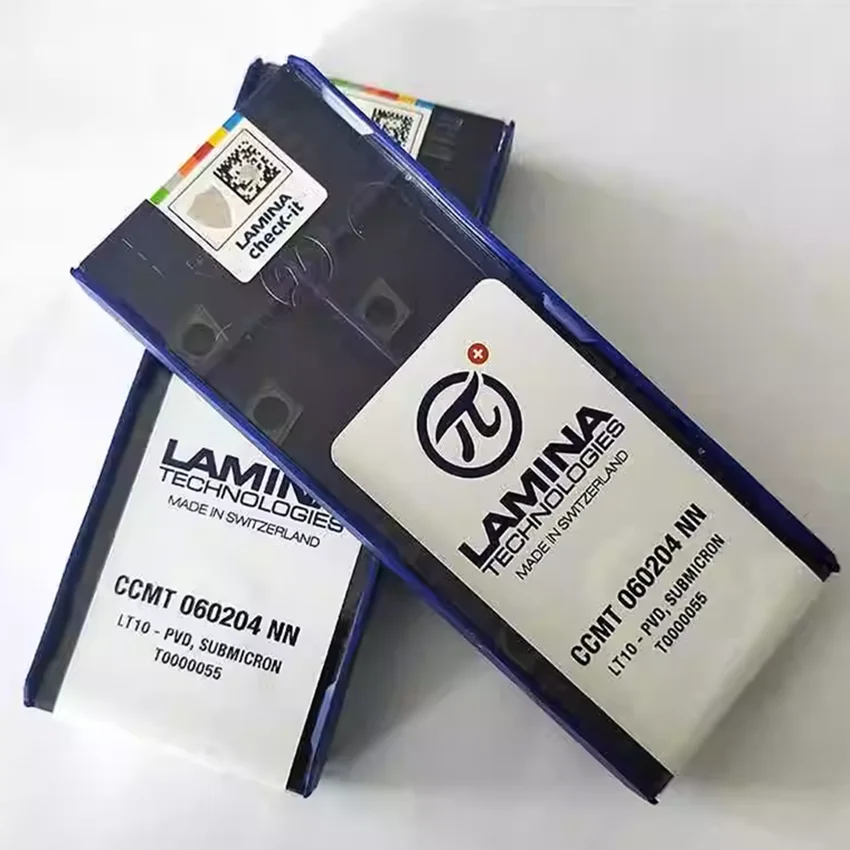 LAMINA
check-it
π
LAMINA
TECHNOLOGIES
MADE IN SWITZERLAND
CCMT 060204 NN
LT10 - PVD, SUBMICRON
T0000055
LAMINA
TECHNOLOGIES
MADE IN SWITZERLAND
CCMT 060204 NN
LT10 - PVD, SUBMICRON
T0000055